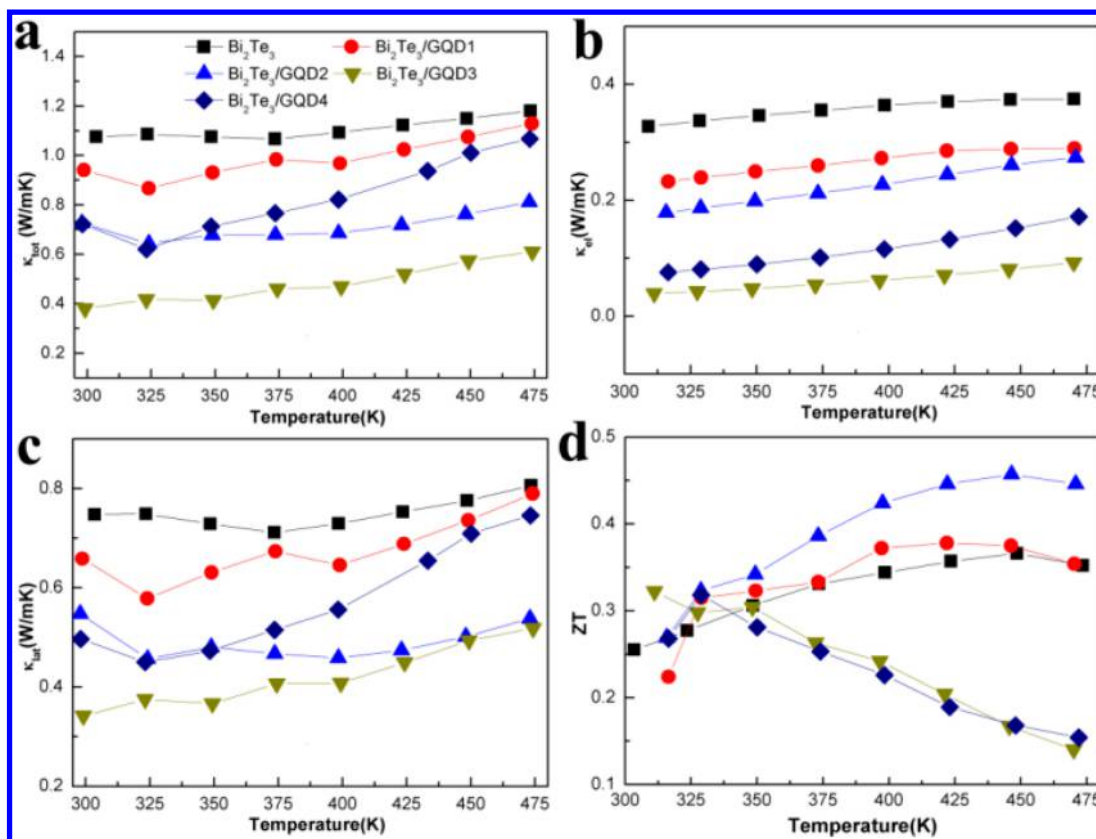 a
Bi₂Te₃
Bi₂Te₃/GQD1
Bi₂Te₃/GQD2
Bi₂Te₃/GQD3
Bi₂Te₃/GQD4
κtot (W/mK)
1.4
1.2
1.0
0.8
0.6
0.4
0.2
300 325 350 375 400 425 450 475
Temperature(K)
b
κel(W/mK)
0.4
0.2
0.0
300 325 350 375 400 425 450 475
Temperature(K)
c
κlat(W/mK)
0.8
0.6
0.4
0.2
300 325 350 375 400 425 450 475
Temperature(K)
d
ZT
0.5
0.4
0.3
0.2
0.1
300 325 350 375 400 425 450 475
Temperature(K)